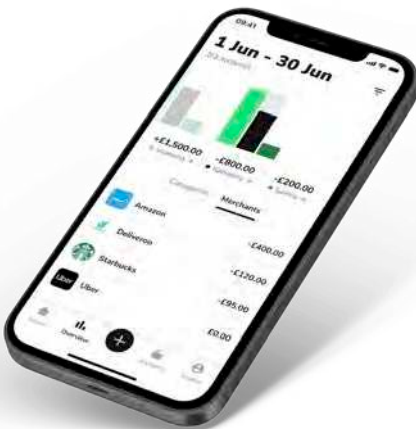 09:41
1 Jun - 30 Jun
+£1,500.00
-£800.00
-£200.00
Categories
Merchants
Amazon
-£400.00
Deliveroo
-£120.00
Starbucks
-£95.00
Uber
Uber
£0.00
Overview